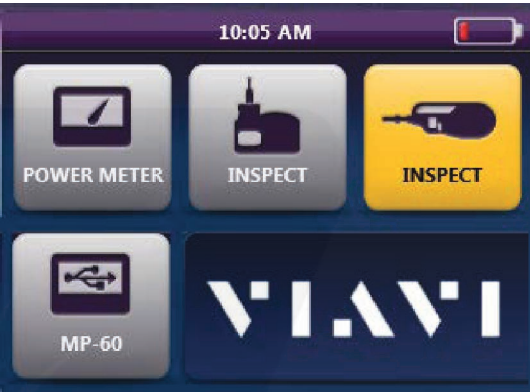 10:05 AM
POWER METER
INSPECT
INSPECT
MP-60
VIAVI